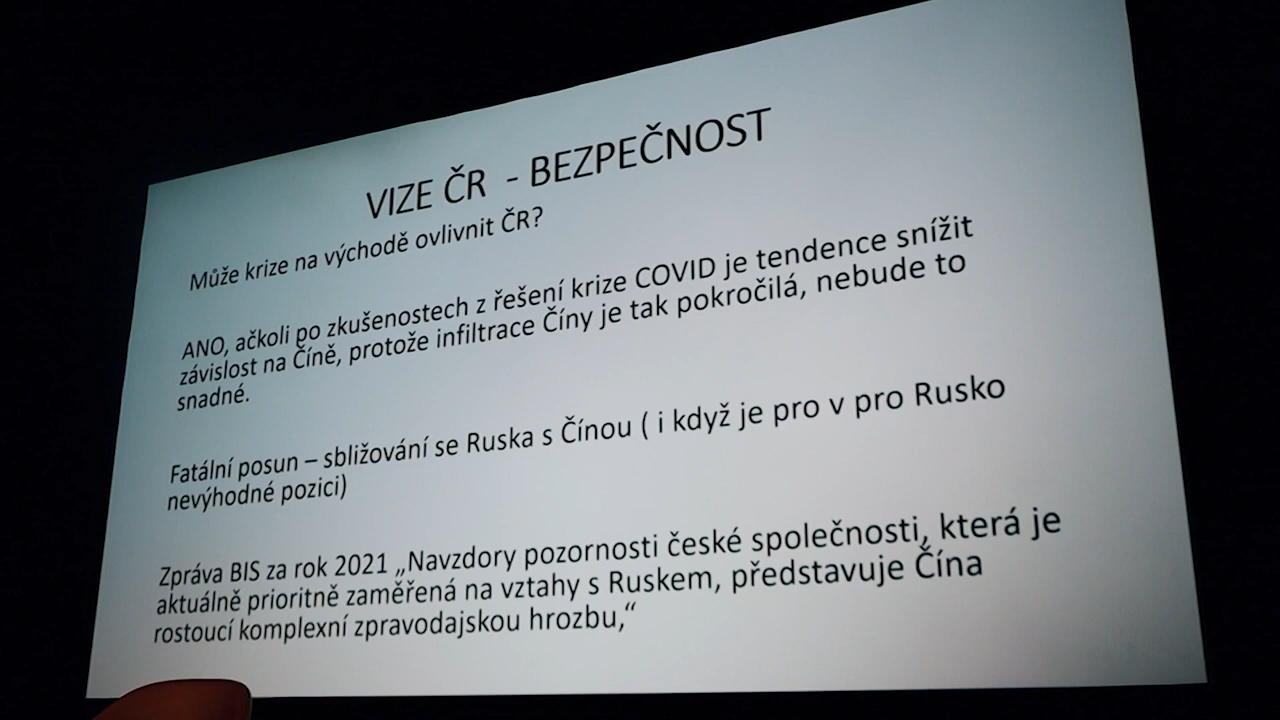 VIZE ČR - BEZPEČNOST
Může krize na východě ovlivnit ČR?
ANO, ačkoli po zkušenostech z řešení krize COVID je tendence snížit
závislost na Číně, protože infiltrace Číny je tak pokročilá, nebude to
snadné.
Fatální posun – sbližování se Ruska s Čínou ( i když je pro v pro Rusko
nevýhodné pozici)
Zpráva BIS za rok 2021 „Navzdory pozornosti české společnosti, která je
aktuálně prioritně zaměřená na vztahy s Ruskem, představuje Čína
rostoucí komplexní zpravodajskou hrozbu,“